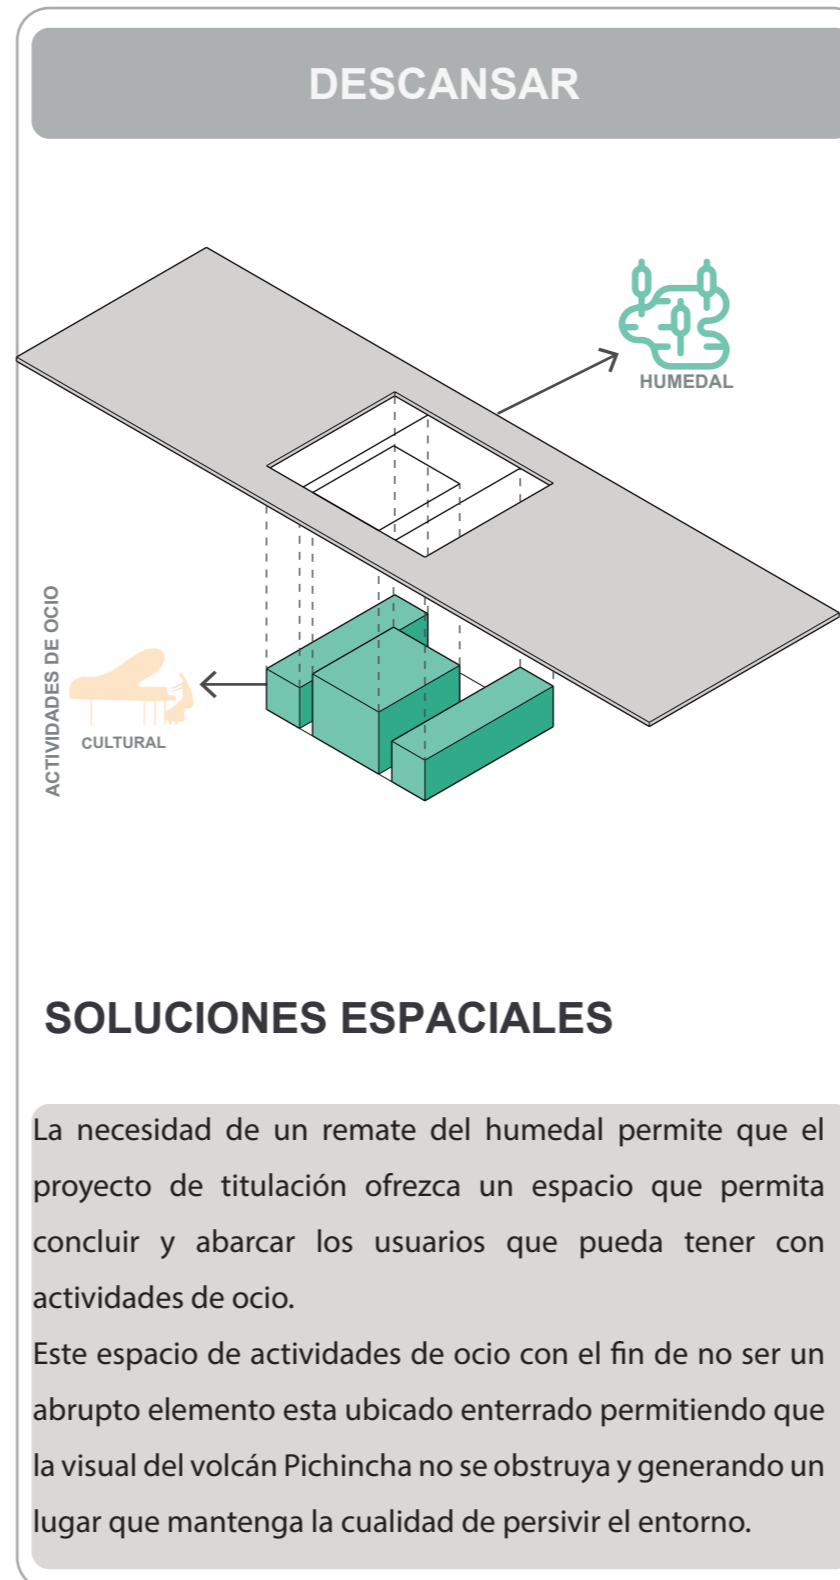 DESCANSAR
HUMEDAL
ACTIVIDADES DE OCIO
CULTURAL
SOLUCIONES ESPACIALES
La necesidad de un remate del humedal permite que el
proyecto de titulación ofrezca un espacio que permita
concluir y abarcar los usuarios que pueda tener con
actividades de ocio.
Este espacio de actividades de ocio con el fin de no ser un
abrupto elemento esta ubicado enterrado permitiendo que
la visual del volcán Pichincha no se obstruya y generando un
lugar que mantenga la cualidad de persivir el entorno.